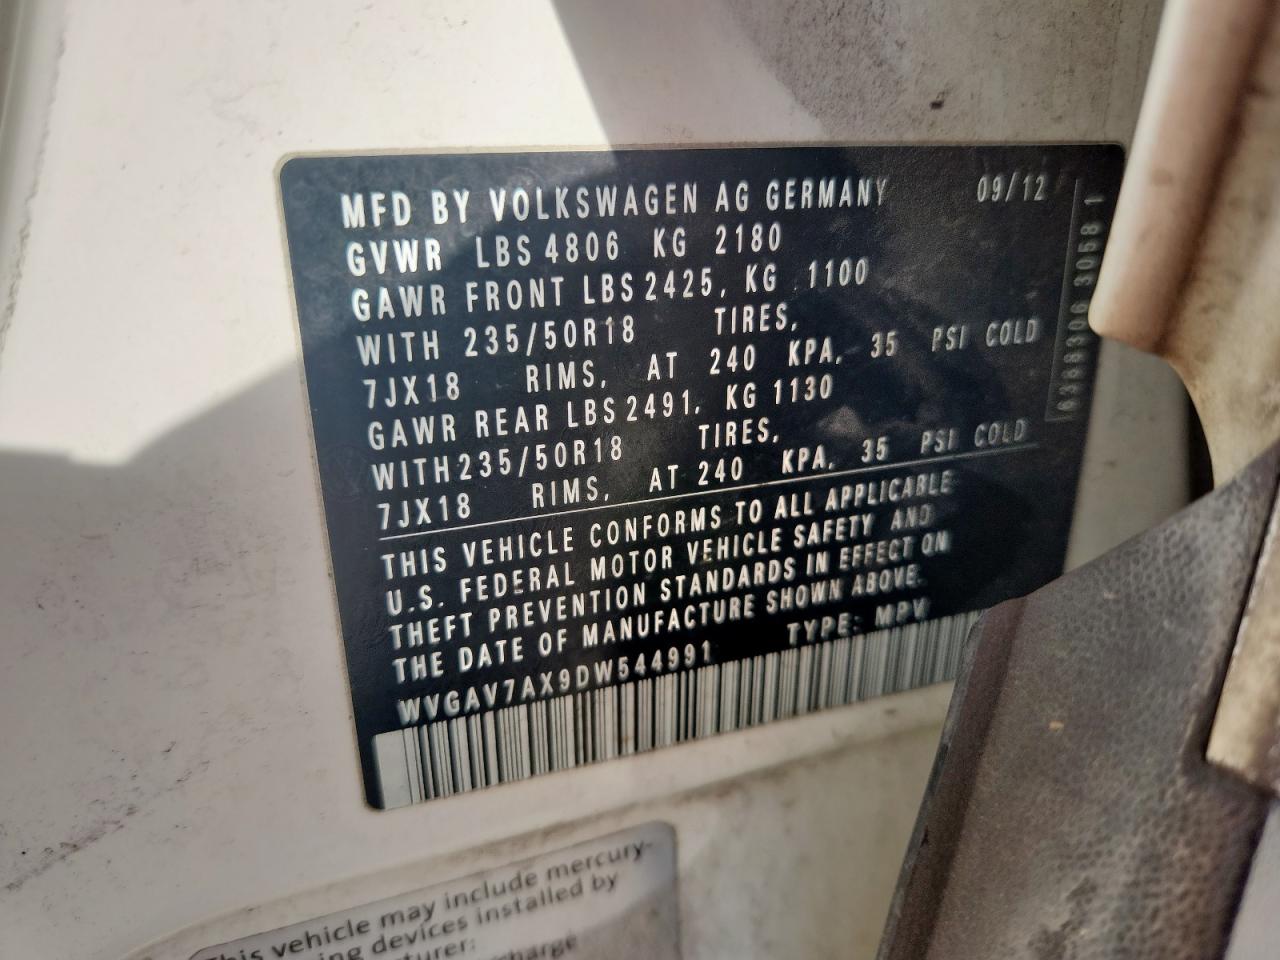 MFD BY VOLKSWAGEN AG GERMANY 09/12
GVWR LBS 4806 KG 2180
GAWR FRONT LBS 2425, KG 1100
WITH 235/50R18 TIRES,
7JX18 RIMS, AT 240 KPA, 35 PSI COLD
GAWR REAR LBS 2491, KG 1130
WITH 235/50R18 TIRES,
7JX18 RIMS, AT 240 KPA, 35 PSI COLD
THIS VEHICLE CONFORMS TO ALL APPLICABLE
U.S. FEDERAL MOTOR VEHICLE SAFETY AND
THEFT PREVENTION STANDARDS IN EFFECT ON
THE DATE OF MANUFACTURE SHOWN ABOVE.
WVGAV7AX9DW544991 TYPE: MPV
This vehicle may include mercury-
devices installed by